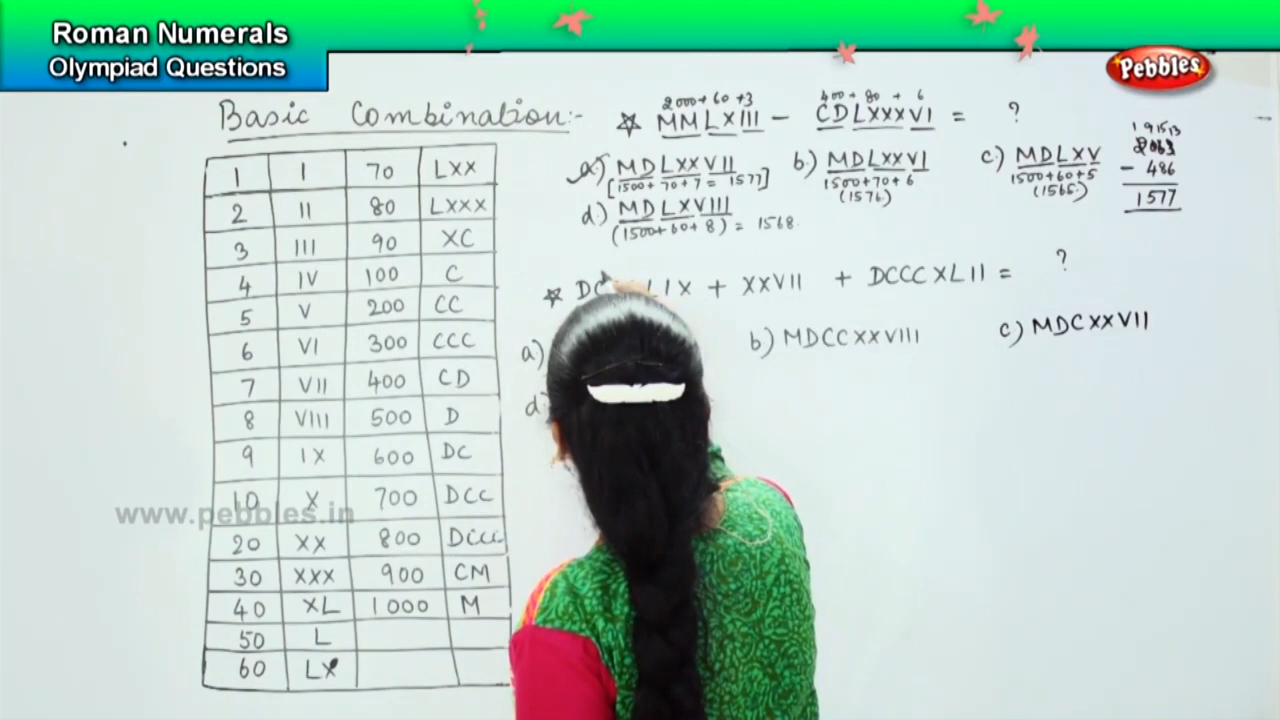 Roman Numerals
Olympiad Questions
Pebbles
Basic Combination:-
1 I 70 LXX
2 II 80 LXXX
3 III 90 XC
4 IV 100 C
5 V 200 CC
6 VI 300 CCC
7 VII 400 CD
8 VIII 500 D
9 IX 600 DC
10 X 700 DCC
20 XX 800 DCCC
30 XXX 900 CM
40 XL 1000 M
50 L
60 LX
2000+60+3 400+80+6
MMLXIII - CDLXXXVI = ?
a) MDLXXVII b) MDLXXVI c) MDLXV
[1500+70+7= 1577] 1500+70+6 1500+60+5
(1576) (1565)
d) MDLXVIII
(1500+60+8) = 1568.
1 9 15 13
2063
- 486
1577
LIX + XXVII + DCCCXLII = ?
a) b) MDCCXXVIII c) MDCXXVII
d)
www.pebbles.in